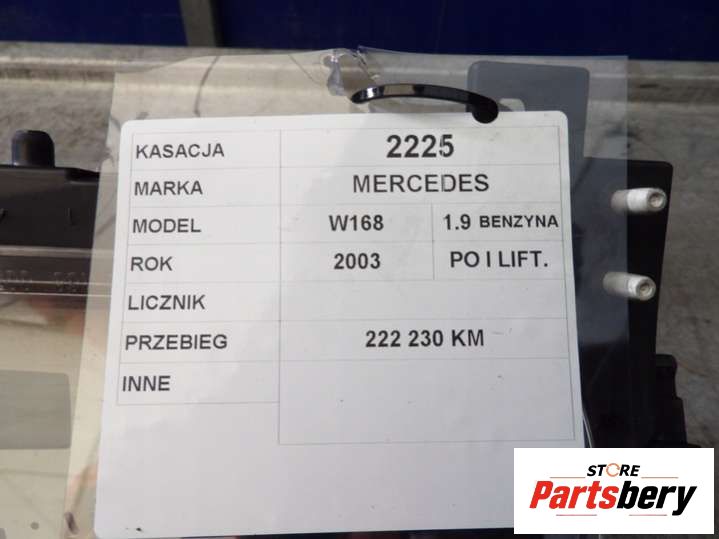 KASACJA 2225
MARKA MERCEDES
MODEL W168 1.9 BENZYNA
ROK 2003 PO I LIFT.
LICZNIK
PRZEBIEG 222 230 KM
INNE
STORE
Partsbery